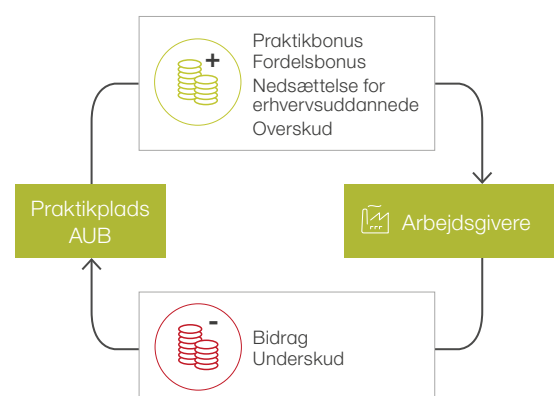 +
Praktikbonus
Fordelsbonus
Nedsættelse for
erhvervsuddannede
Overskud
Praktikplads
AUB
Arbejdsgivere
-
Bidrag
Underskud